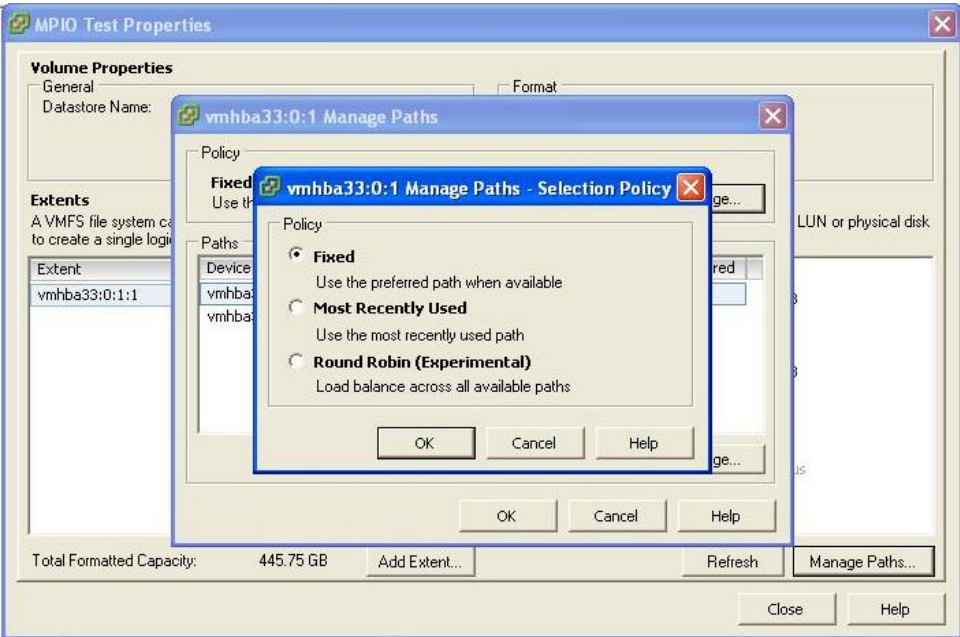 MPIO Test Properties
Volume Properties
General
Format
Datastore Name:
vmhba33:0:1 Manage Paths
Policy
Fixed
Use th
ge...
vmhba33:0:1 Manage Paths - Selection Policy
Policy
Fixed
Use the preferred path when available
Most Recently Used
Use the most recently used path
Round Robin (Experimental)
Load balance across all available paths
OK
Cancel
Help
Extents
A VMFS file system ca
LUN or physical disk
to create a single logi
Paths
Extent
Device
red
vmhba33:0:1:1
vmhba
vmhba
ge...
OK
Cancel
Help
Total Formatted Capacity:
445.75 GB
Add Extent...
Refresh
Manage Paths...
Close
Help